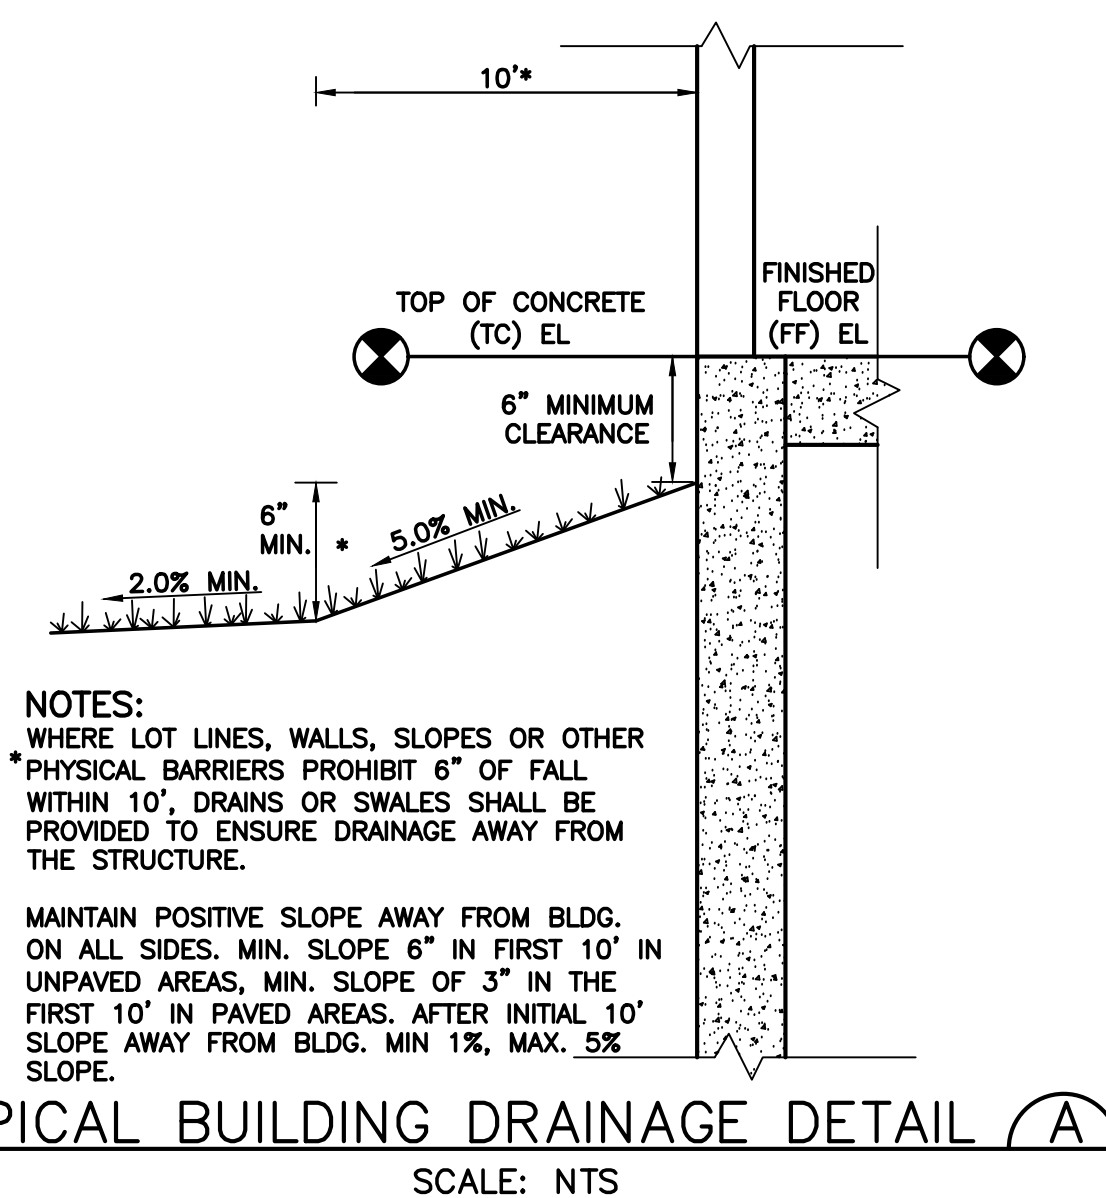 10'*
FINISHED
FLOOR
(FF) EL
TOP OF CONCRETE
(TC) EL
6" MINIMUM
CLEARANCE
6"
MIN. *
5.0% MIN.
2.0% MIN.
NOTES:
WHERE LOT LINES, WALLS, SLOPES OR OTHER
*PHYSICAL BARRIERS PROHIBIT 6" OF FALL
WITHIN 10', DRAINS OR SWALES SHALL BE
PROVIDED TO ENSURE DRAINAGE AWAY FROM
THE STRUCTURE.
MAINTAIN POSITIVE SLOPE AWAY FROM BLDG.
ON ALL SIDES. MIN. SLOPE 6" IN FIRST 10' IN
UNPAVED AREAS, MIN. SLOPE OF 3" IN THE
FIRST 10' IN PAVED AREAS. AFTER INITIAL 10'
SLOPE AWAY FROM BLDG. MIN 1%, MAX. 5%
SLOPE.
PICAL BUILDING DRAINAGE DETAIL A
SCALE: NTS